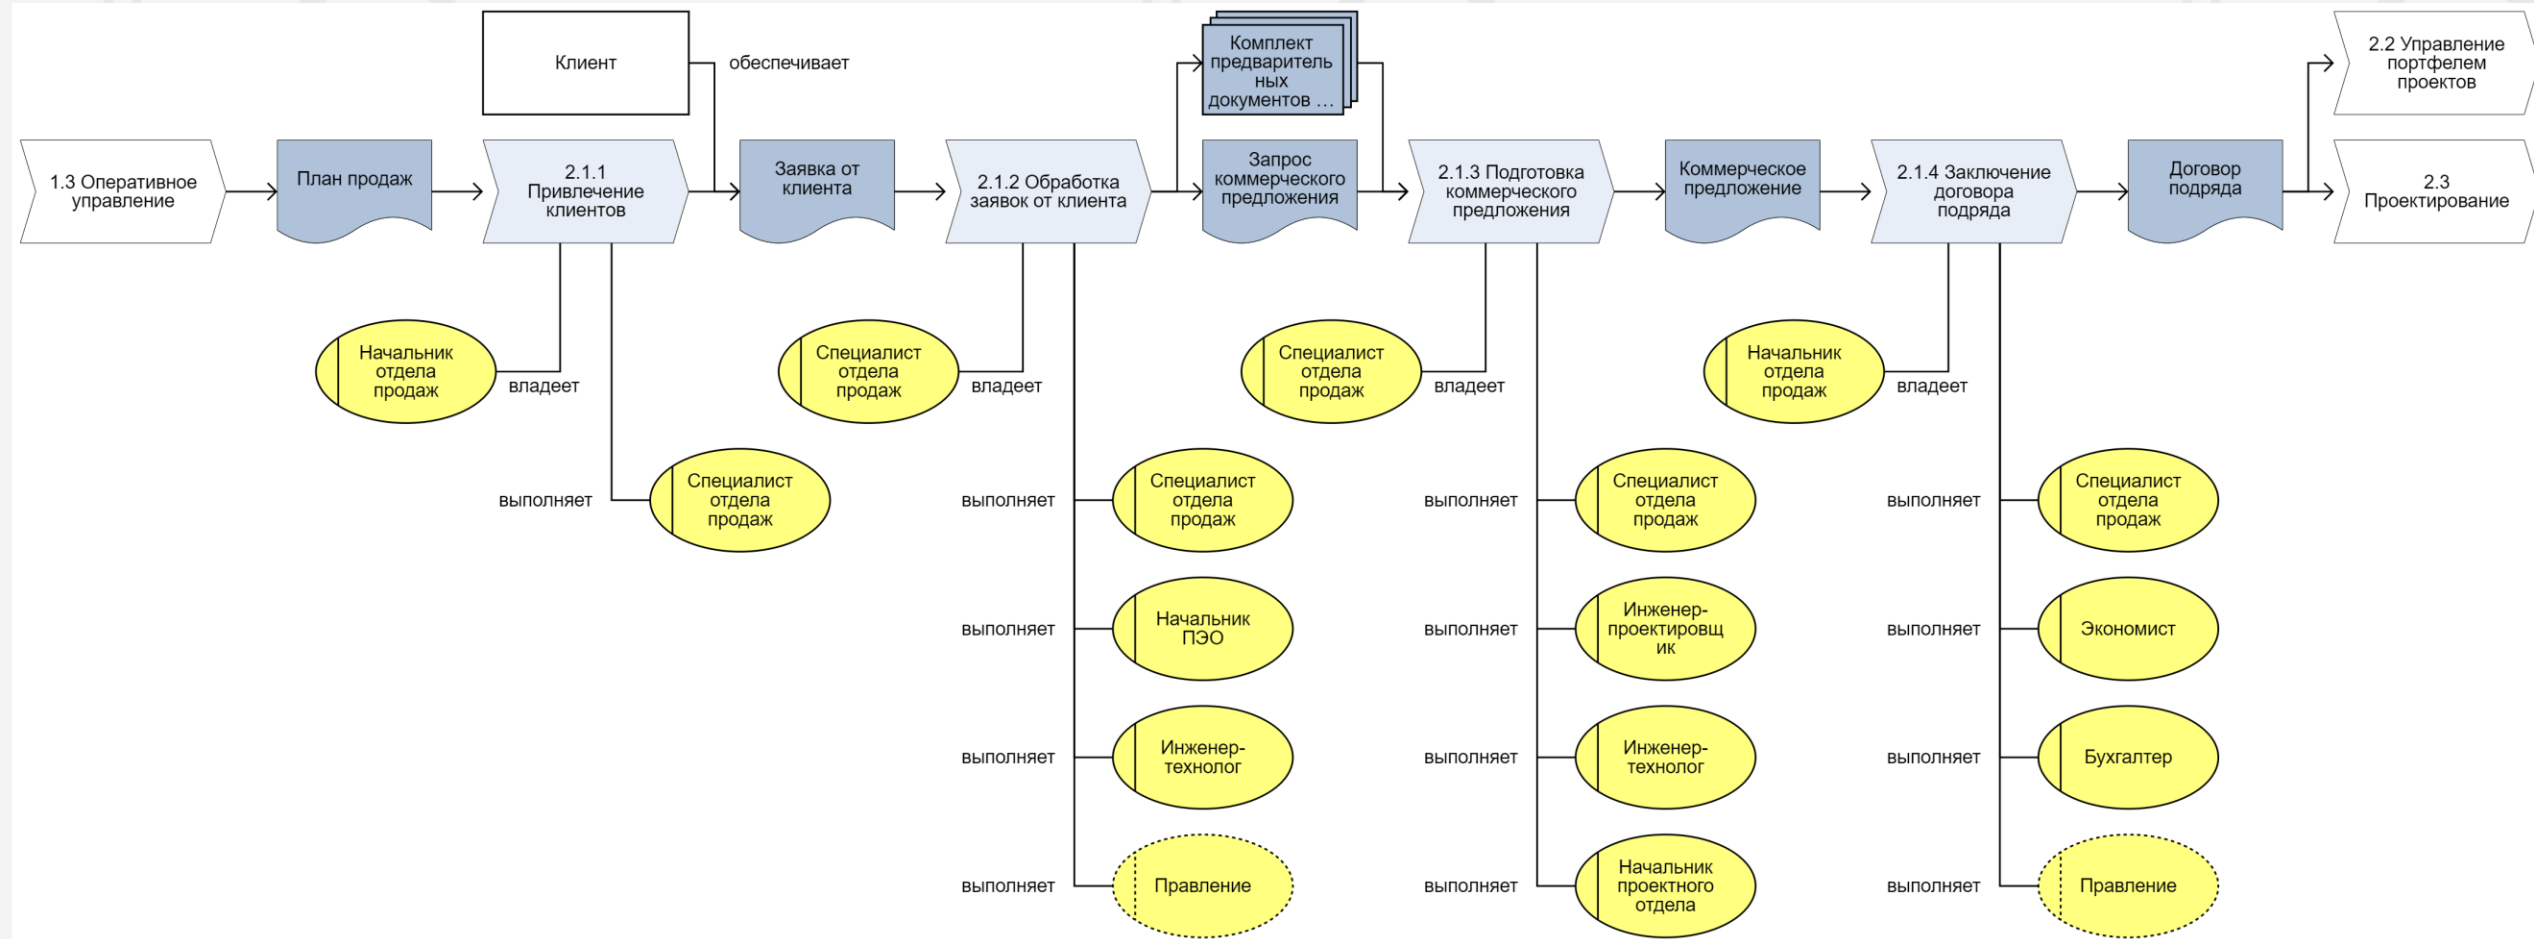 Клиент
обеспечивает
Комплект
предваритель
ных
документов ...
2.2 Управление
портфелем
проектов
1.3 Оперативное
управление
План продаж
2.1.1
Привлечение
клиентов
Заявка от
клиента
2.1.2 Обработка
заявок от клиента
Запрос
коммерческого
предложения
2.1.3 Подготовка
коммерческого
предложения
Коммерческое
предложение
2.1.4 Заключение
договора
подряда
Договор
подряда
2.3
Проектирование
Начальник
отдела
продаж
владеет
Специалист
отдела
продаж
владеет
Специалист
отдела
продаж
владеет
Начальник
отдела
продаж
владеет
выполняет
Специалист
отдела
продаж
выполняет
Специалист
отдела
продаж
выполняет
Специалист
отдела
продаж
выполняет
Специалист
отдела
продаж
выполняет
Начальник
ПЭО
выполняет
Инженер-
проектировщ
ик
выполняет
Экономист
выполняет
Инженер-
технолог
выполняет
Инженер-
технолог
выполняет
Бухгалтер
выполняет
Правление
выполняет
Начальник
проектного
отдела
выполняет
Правление